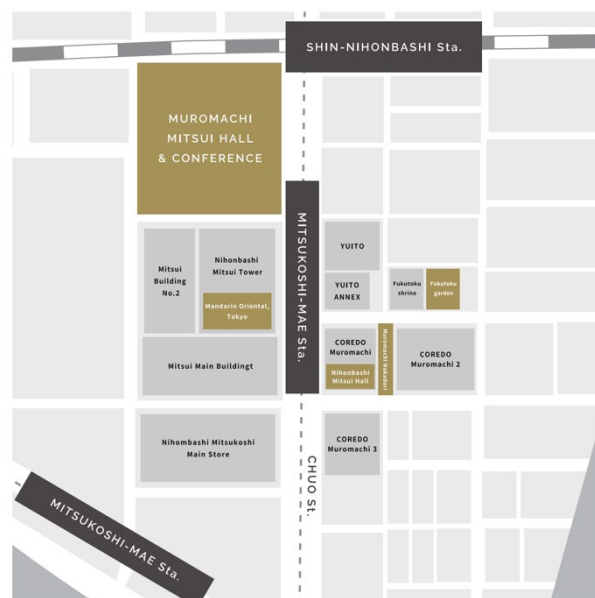 SHIN-NIHONBASHI Sta.
MUROMACHI
MITSUI HALL
& CONFERENCE
MITSUKOSHI-MAE Sta.
Mitsui
Building
No.2
Nihonbashi
Mitsui Tower
Mandarin Oriental,
Tokyo
Mitsui Main Buildingt
YUITO
YUITO
ANNEX
Fukutoku
shrine
Fukutoku
garden
COREDO
Muromachi
Nihonbashi
Mitsui Hall
Muromachi Nakadori
COREDO
Muromachi 2
Nihombashi Mitsukoshi
Main Store
COREDO
Muromachi 3
CHUO St.
MITSUKOSHI-MAE Sta.